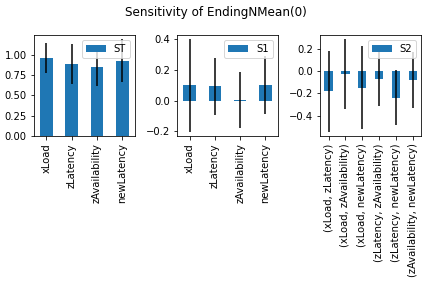 Sensitivity of EndingNMean(0)
ST
1.00
0.75
0.50
0.25
0.00
xLoad
zLatency
zAvailability
newLatency
S1
0.4
0.2
0.0
−0.2
xLoad
zLatency
zAvailability
newLatency
S2
0.2
0.0
−0.2
−0.4
(xLoad, zLatency)
(xLoad, zAvailability)
(xLoad, newLatency)
(zLatency, zAvailability)
(zLatency, newLatency)
(zAvailability, newLatency)